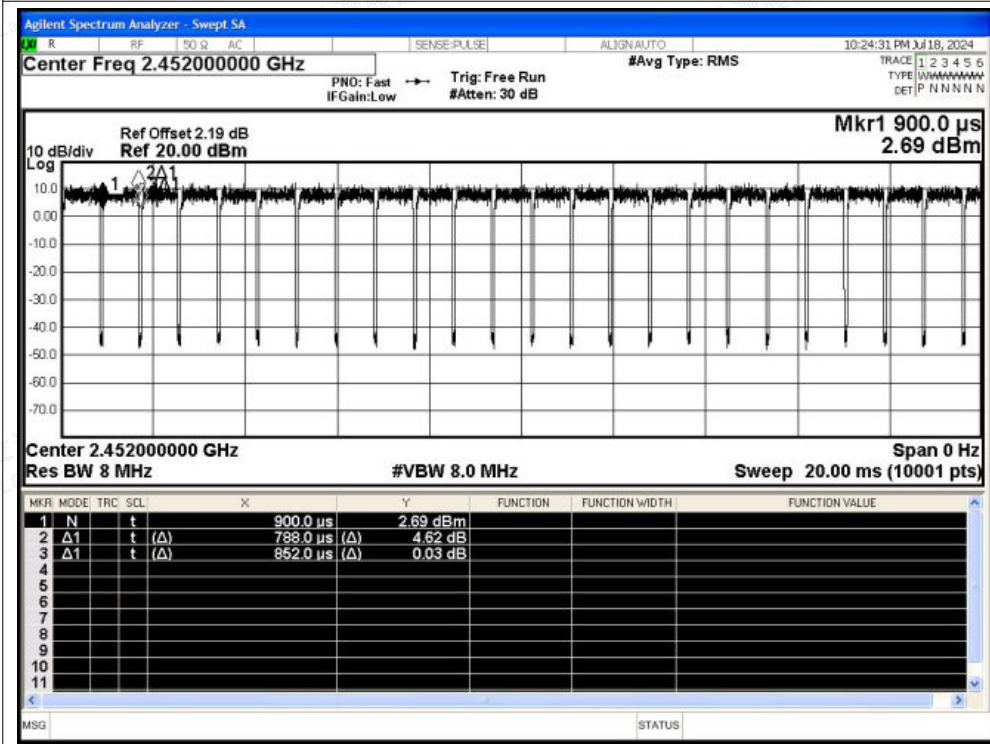 Agilent Spectrum Analyzer - Swept SA
LXI R RF 50 Ω AC SENSE:PULSE ALIGN AUTO 10:24:31 PM Jul 18, 2024
Center Freq 2.452000000 GHz #Avg Type: RMS TRACE 1 2 3 4 5 6
PNO: Fast Trig: Free Run TYPE
IFGain:Low #Atten: 30 dB DET P N N N N N
Ref Offset 2.19 dB Mkr1 900.0 µs
10 dB/div Ref 20.00 dBm 2.69 dBm
Log
1 2Δ1
10.0
0.00
-10.0
-20.0
-30.0
-40.0
-50.0
-60.0
-70.0
Center 2.452000000 GHz Span 0 Hz
Res BW 8 MHz #VBW 8.0 MHz Sweep 20.00 ms (10001 pts)
MKR MODE TRC SCL X Y FUNCTION FUNCTION WIDTH FUNCTION VALUE
1 N t 900.0 µs 2.69 dBm
2 Δ1 t (Δ) 788.0 µs (Δ) 4.62 dB
3 Δ1 t (Δ) 852.0 µs (Δ) 0.03 dB
4
5
6
7
8
9
10
11
MSG STATUS